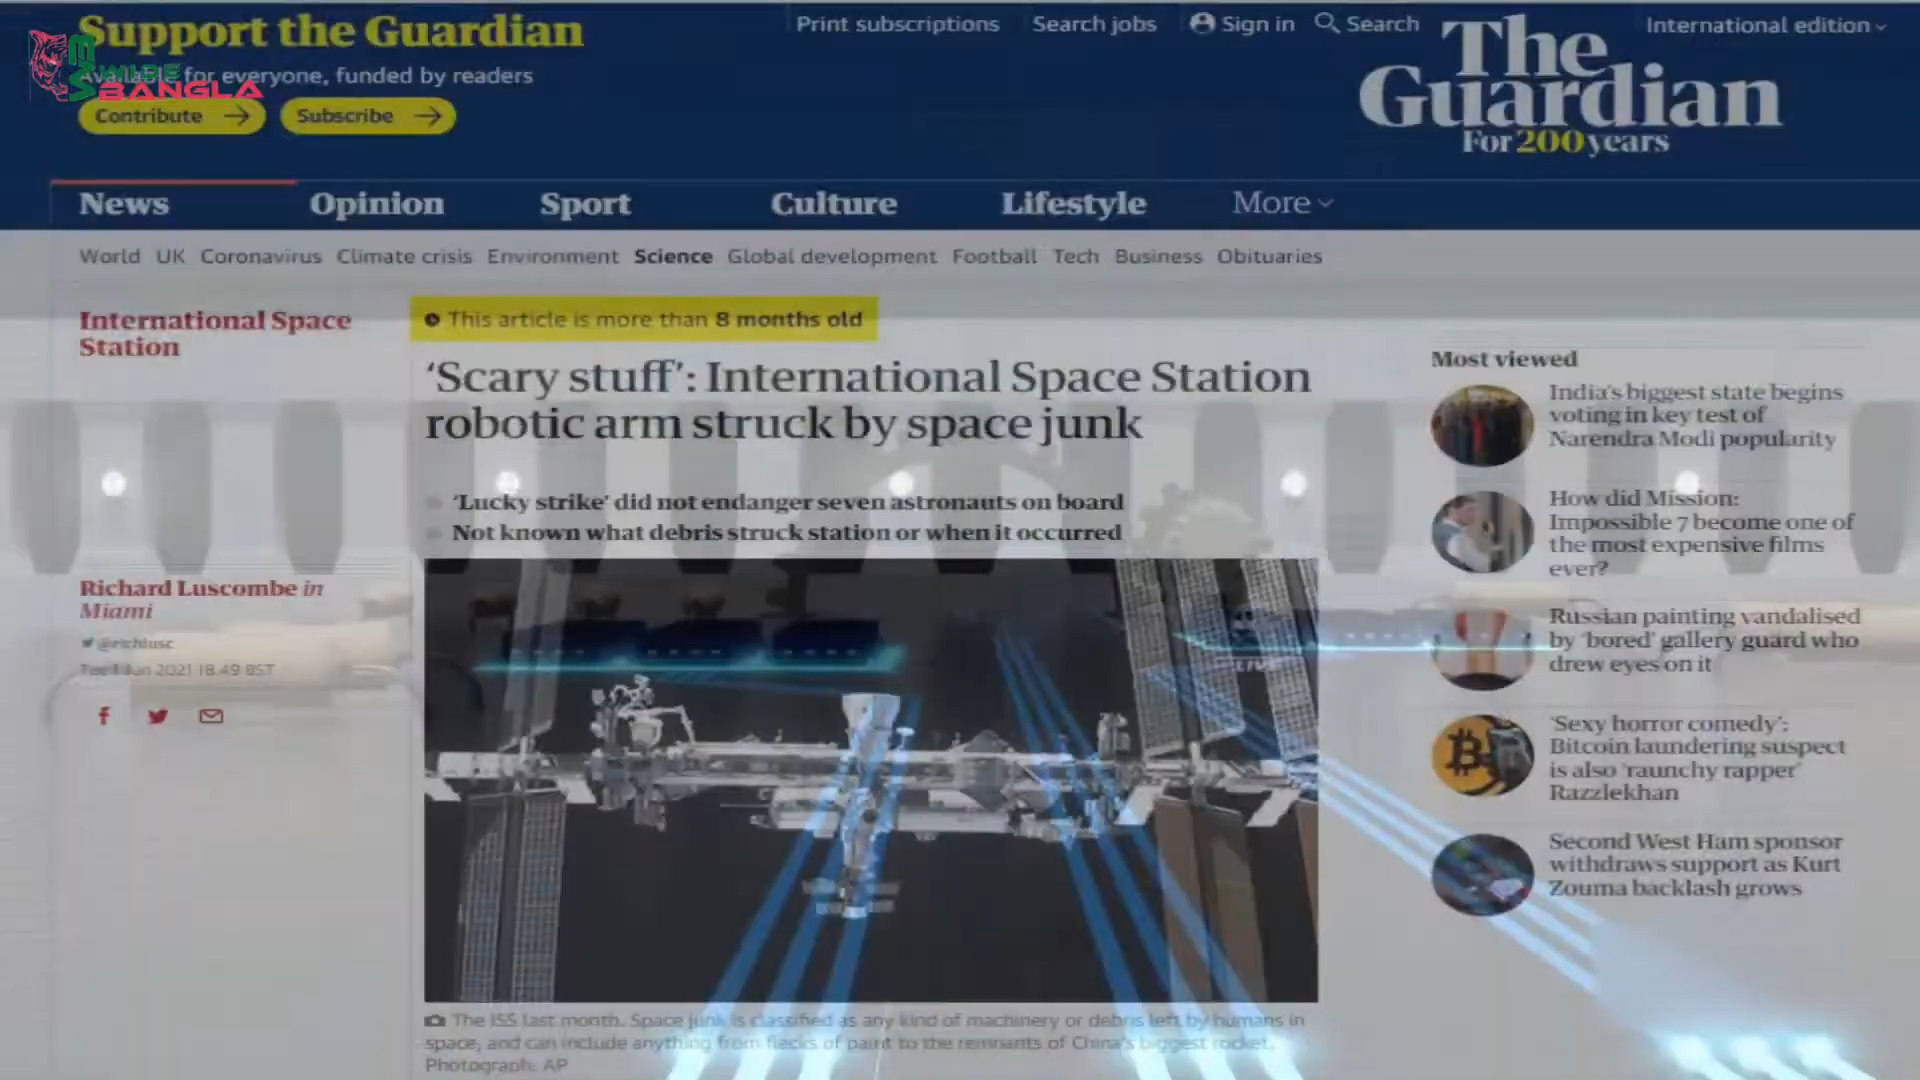 Support the Guardian
Available for everyone, funded by readers
Contribute
Subscribe
Print subscriptions
Search jobs
Sign in
Search
International edition
The
Guardian
For 200 years
BANGLA
News
Opinion
Sport
Culture
Lifestyle
More
World UK Coronavirus Climate crisis Environment Science Global development Football Tech Business Obituaries
International Space
Station
This article is more than 8 months old
‘Scary stuff’: International Space Station
robotic arm struck by space junk
‘Lucky strike’ did not endanger seven astronauts on board
Not known what debris struck station or when it occurred
Richard Luscombe in
Miami
@richlusc
Jun 2021 18.49 BST
LIVE
The ISS last month. Space junk is classified as any kind of machinery or debris left by humans in
space, and can include anything from flecks of paint to the remnants of China’s biggest rocket.
Photograph: AP
Most viewed
India’s biggest state begins
voting in key test of
Narendra Modi popularity
How did Mission:
Impossible 7 become one of
the most expensive films
ever?
Russian painting vandalised
by ‘bored’ gallery guard who
drew eyes on it
‘Sexy horror comedy’:
Bitcoin laundering suspect
is also ‘raunchy rapper’
Razzlekhan
Second West Ham sponsor
withdraws support as Kurt
Zouma backlash grows